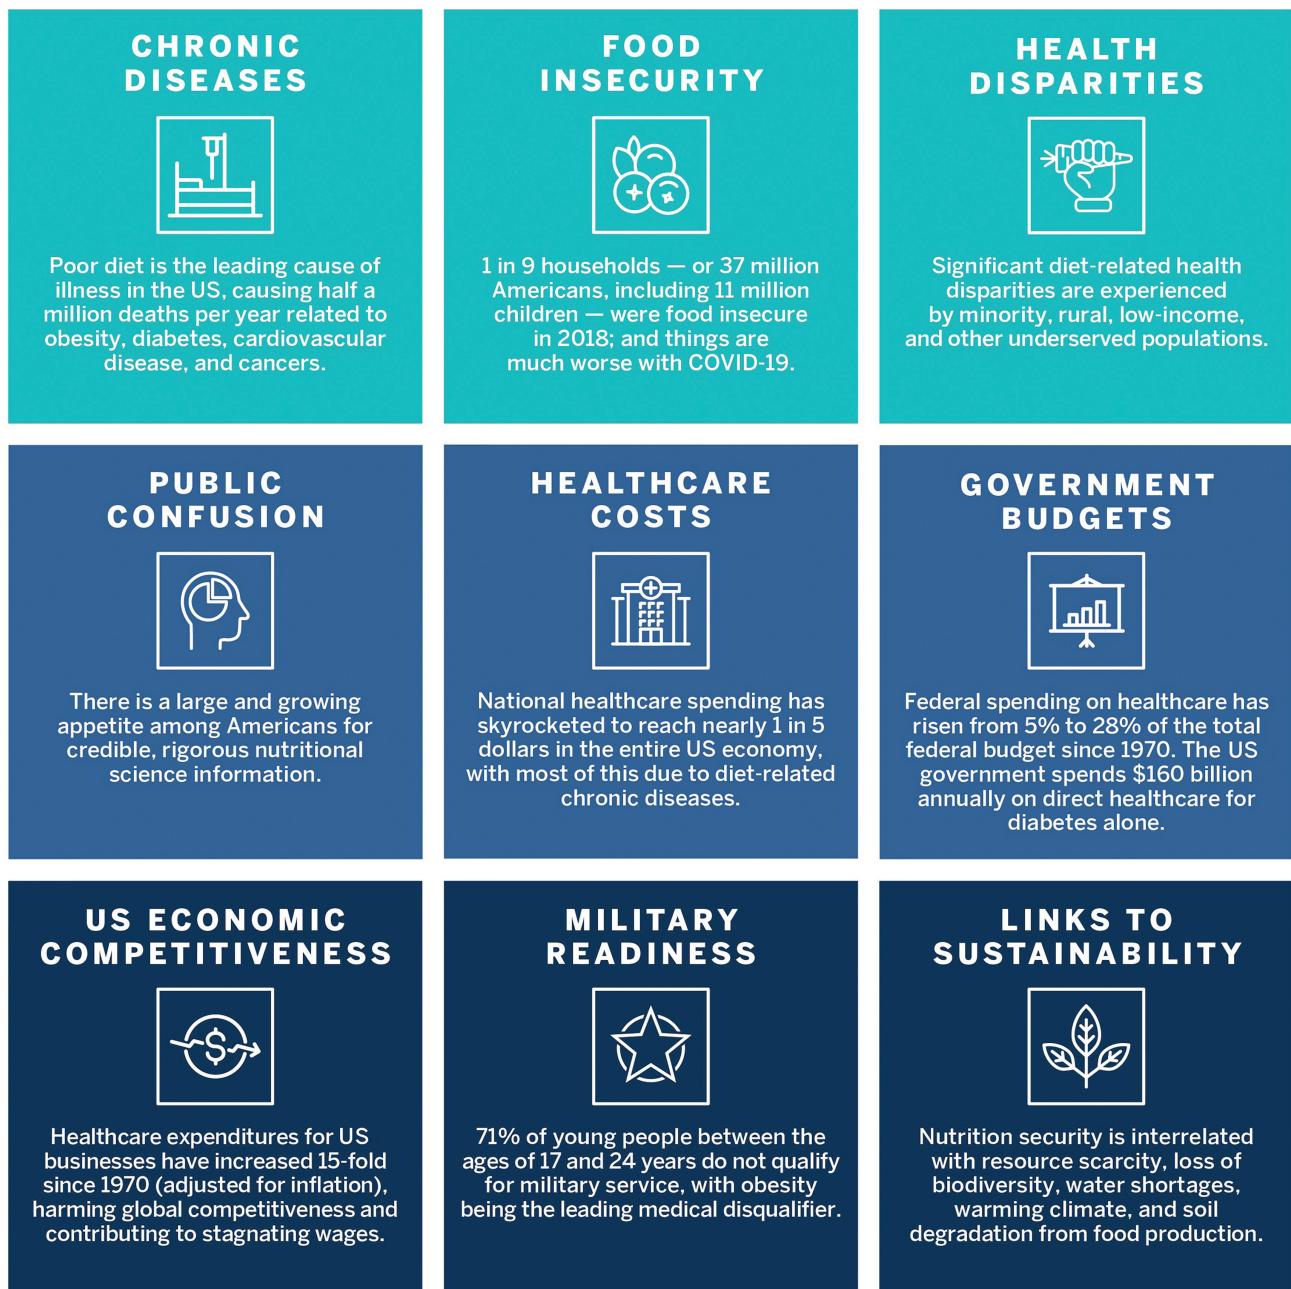 CHRONIC
DISEASES
Poor diet is the leading cause of
illness in the US, causing half a
million deaths per year related to
obesity, diabetes, cardiovascular
disease, and cancers.
FOOD
INSECURITY
1 in 9 households — or 37 million
Americans, including 11 million
children — were food insecure
in 2018; and things are
much worse with COVID-19.
HEALTH
DISPARITIES
Significant diet-related health
disparities are experienced
by minority, rural, low-income,
and other underserved populations.
PUBLIC
CONFUSION
There is a large and growing
appetite among Americans for
credible, rigorous nutritional
science information.
HEALTHCARE
COSTS
National healthcare spending has
skyrocketed to reach nearly 1 in 5
dollars in the entire US economy,
with most of this due to diet-related
chronic diseases.
GOVERNMENT
BUDGETS
Federal spending on healthcare has
risen from 5% to 28% of the total
federal budget since 1970. The US
government spends $160 billion
annually on direct healthcare for
diabetes alone.
US ECONOMIC
COMPETITIVENESS
$
Healthcare expenditures for US
businesses have increased 15-fold
since 1970 (adjusted for inflation),
harming global competitiveness and
contributing to stagnating wages.
MILITARY
READINESS
71% of young people between the
ages of 17 and 24 years do not qualify
for military service, with obesity
being the leading medical disqualifier.
LINKS TO
SUSTAINABILITY
Nutrition security is interrelated
with resource scarcity, loss of
biodiversity, water shortages,
warming climate, and soil
degradation from food production.